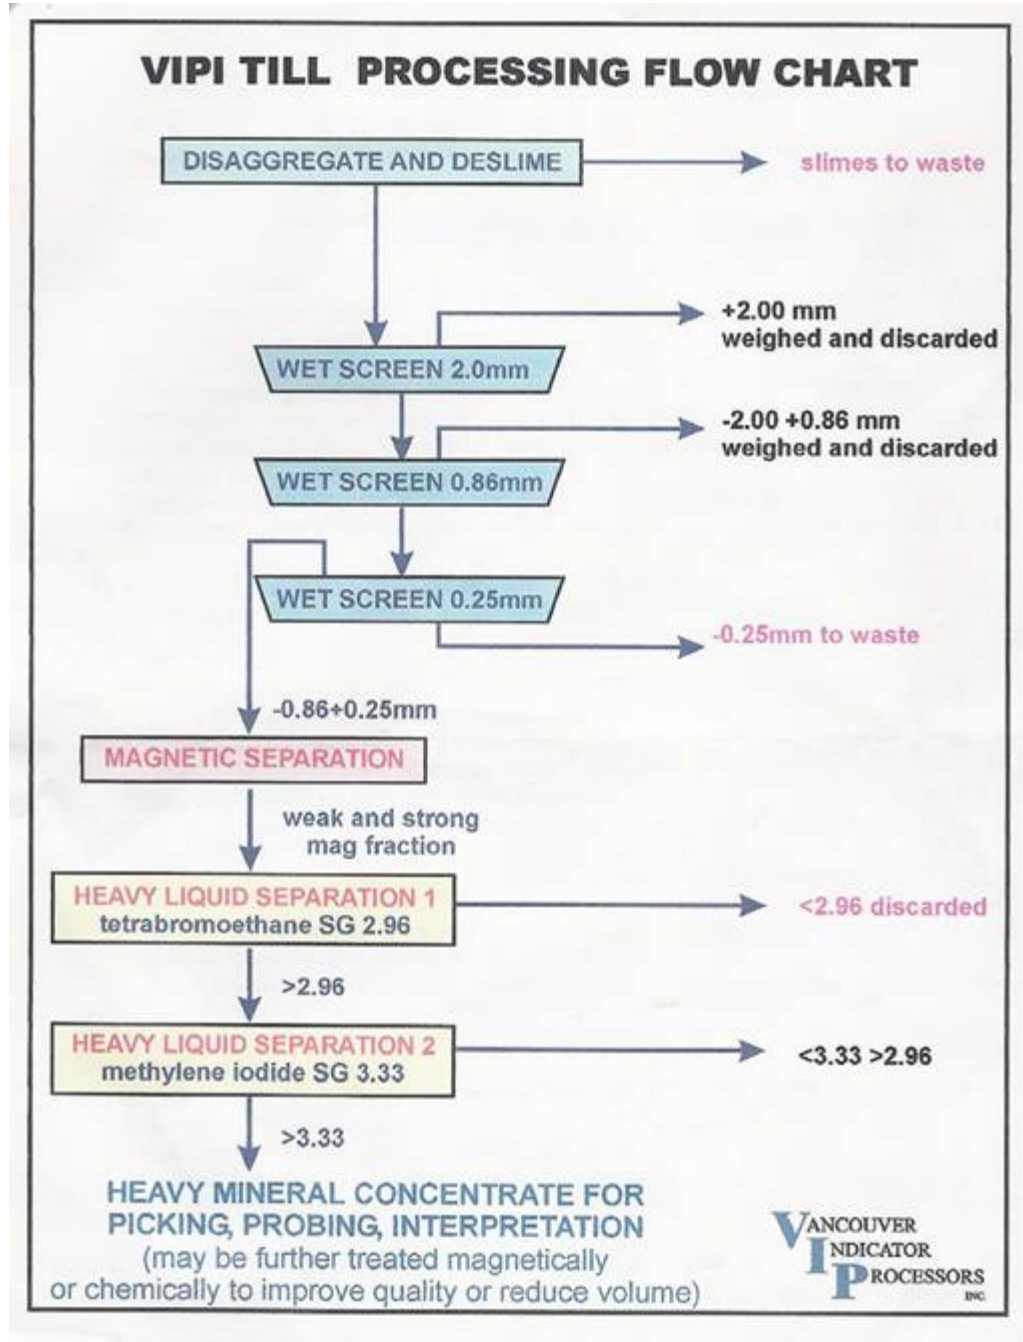 VIPI TILL PROCESSING FLOW CHART
DISAGGREGATE AND DESLIME
slimes to waste
+2.00 mm
weighed and discarded
WET SCREEN 2.0mm
-2.00 +0.86 mm
weighed and discarded
WET SCREEN 0.86mm
WET SCREEN 0.25mm
-0.25mm to waste
-0.86+0.25mm
MAGNETIC SEPARATION
weak and strong
mag fraction
HEAVY LIQUID SEPARATION 1
tetrabromoethane SG 2.96
<2.96 discarded
>2.96
HEAVY LIQUID SEPARATION 2
methylene iodide SG 3.33
<3.33 >2.96
>3.33
HEAVY MINERAL CONCENTRATE FOR
PICKING, PROBING, INTERPRETATION
(may be further treated magnetically
or chemically to improve quality or reduce volume)
VANCOUVER
INDICATOR
PROCESSORS
INC.